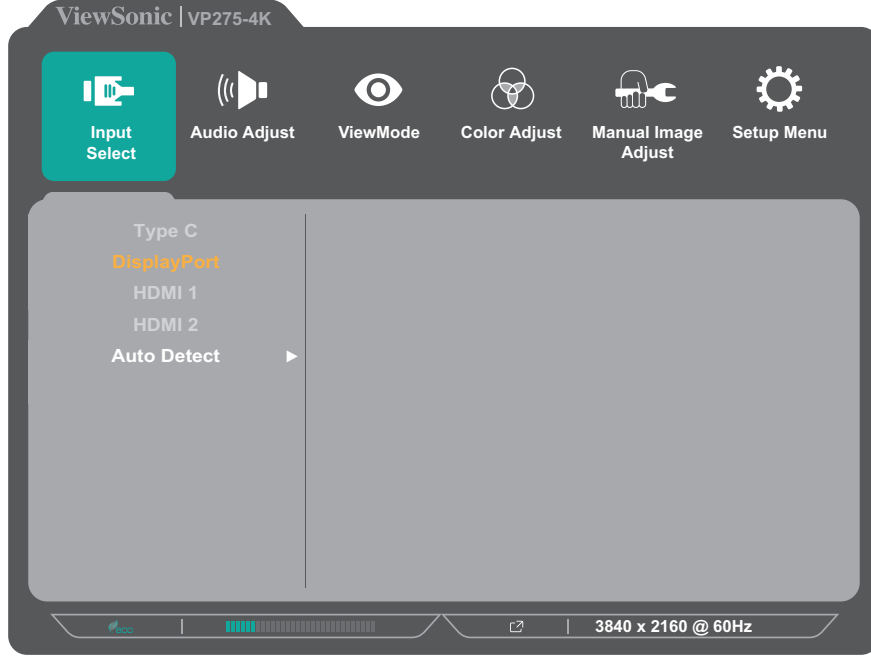 ViewSonic | VP275-4K
Input
Select
Audio Adjust
ViewMode
Color Adjust
Manual Image
Adjust
Setup Menu
Type C
DisplayPort
HDMI 1
HDMI 2
Auto Detect
eco
3840 x 2160 @ 60Hz